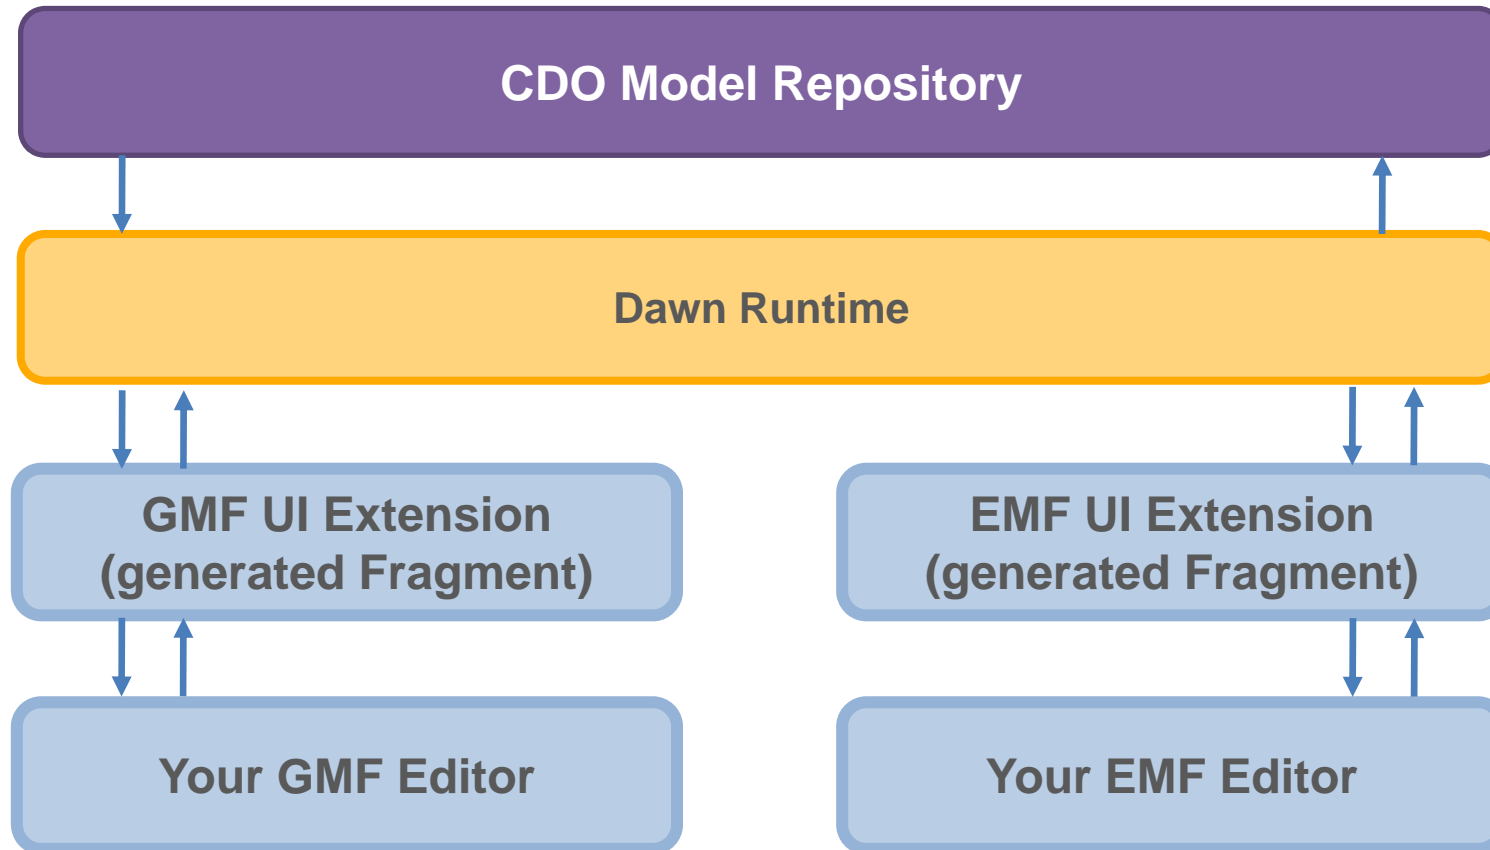 CDO Model Repository
Dawn Runtime
GMF UI Extension
(generated Fragment)
EMF UI Extension
(generated Fragment)
Your GMF Editor
Your EMF Editor